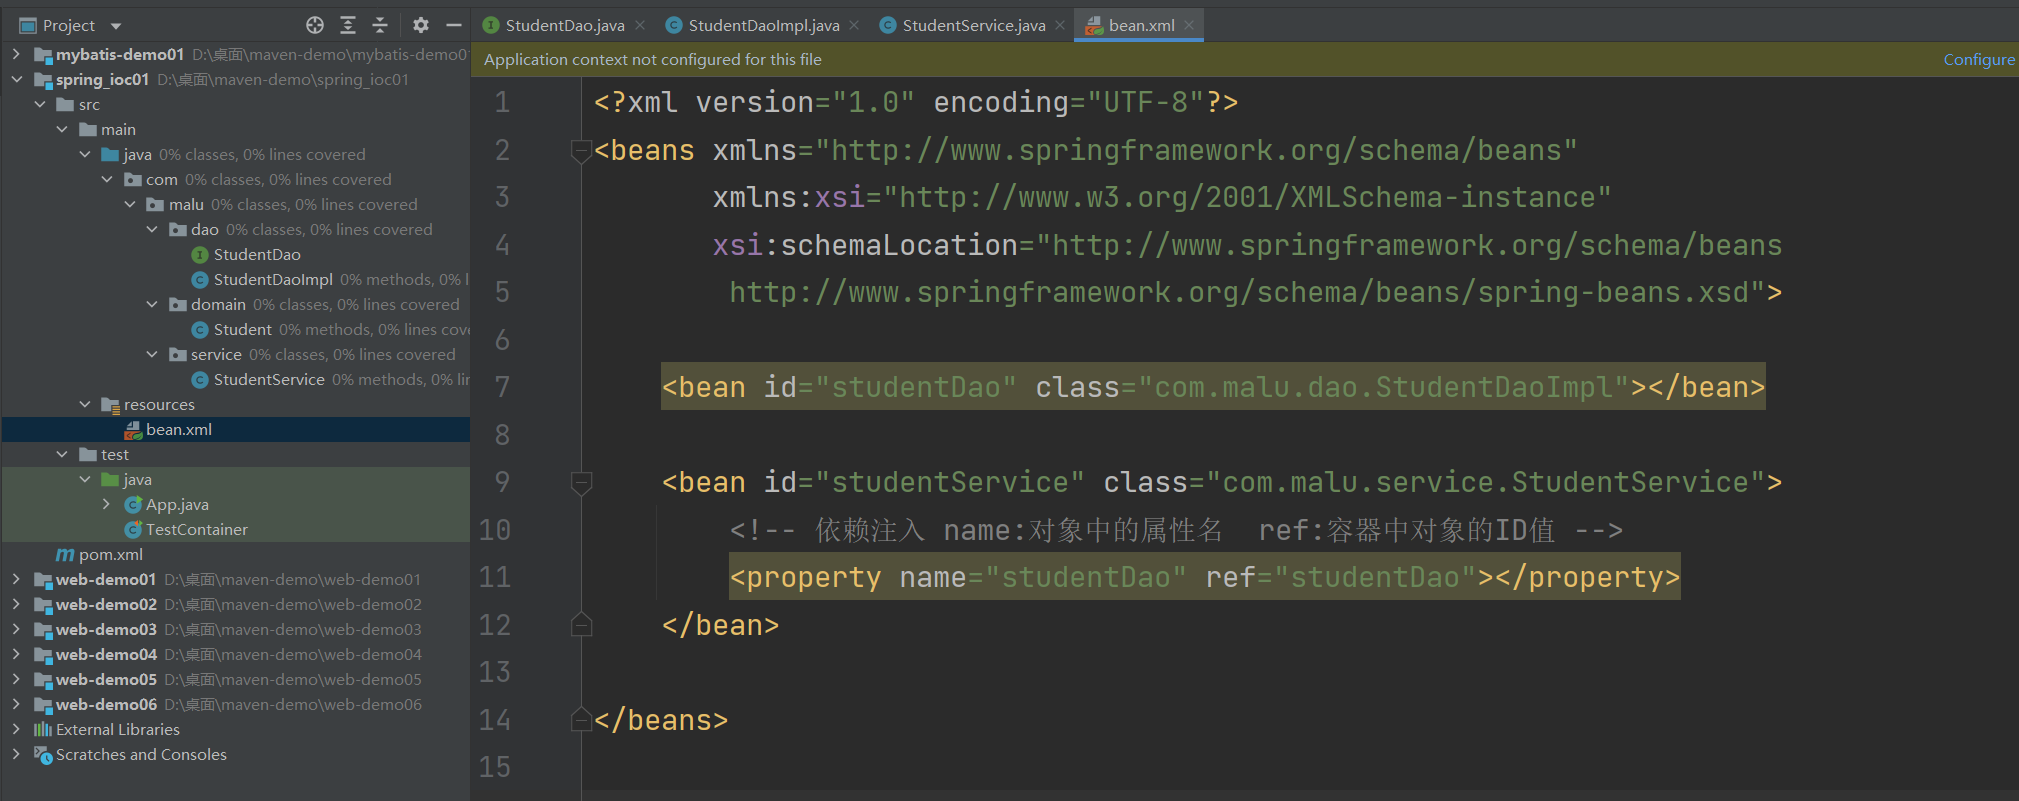 Project
StudentDao.java
StudentDaoImpl.java
StudentService.java
bean.xml
mybatis-demo01 D:\桌面\maven-demo\mybatis-demo01
spring_ioc01 D:\桌面\maven-demo\spring_ioc01
src
main
java 0% classes, 0% lines covered
com 0% classes, 0% lines covered
malu 0% classes, 0% lines covered
dao 0% classes, 0% lines covered
StudentDao
StudentDaoImpl 0% methods, 0% l
domain 0% classes, 0% lines covered
Student 0% methods, 0% lines cov
service 0% classes, 0% lines covered
StudentService 0% methods, 0% lin
resources
bean.xml
test
java
App.java
TestContainer
pom.xml
web-demo01 D:\桌面\maven-demo\web-demo01
web-demo02 D:\桌面\maven-demo\web-demo02
web-demo03 D:\桌面\maven-demo\web-demo03
web-demo04 D:\桌面\maven-demo\web-demo04
web-demo05 D:\桌面\maven-demo\web-demo05
web-demo06 D:\桌面\maven-demo\web-demo06
External Libraries
Scratches and Consoles
Application context not configured for this file Configure
1 <?xml version="1.0" encoding="UTF-8"?>
2 <beans xmlns="http://www.springframework.org/schema/beans"
3 xmlns:xsi="http://www.w3.org/2001/XMLSchema-instance"
4 xsi:schemaLocation="http://www.springframework.org/schema/beans
5 http://www.springframework.org/schema/beans/spring-beans.xsd">
6
7 <bean id="studentDao" class="com.malu.dao.StudentDaoImpl"></bean>
8
9 <bean id="studentService" class="com.malu.service.StudentService">
10 <!-- 依赖注入 name:对象中的属性名 ref:容器中对象的ID值 -->
11 <property name="studentDao" ref="studentDao"></property>
12 </bean>
13
14 </beans>
15